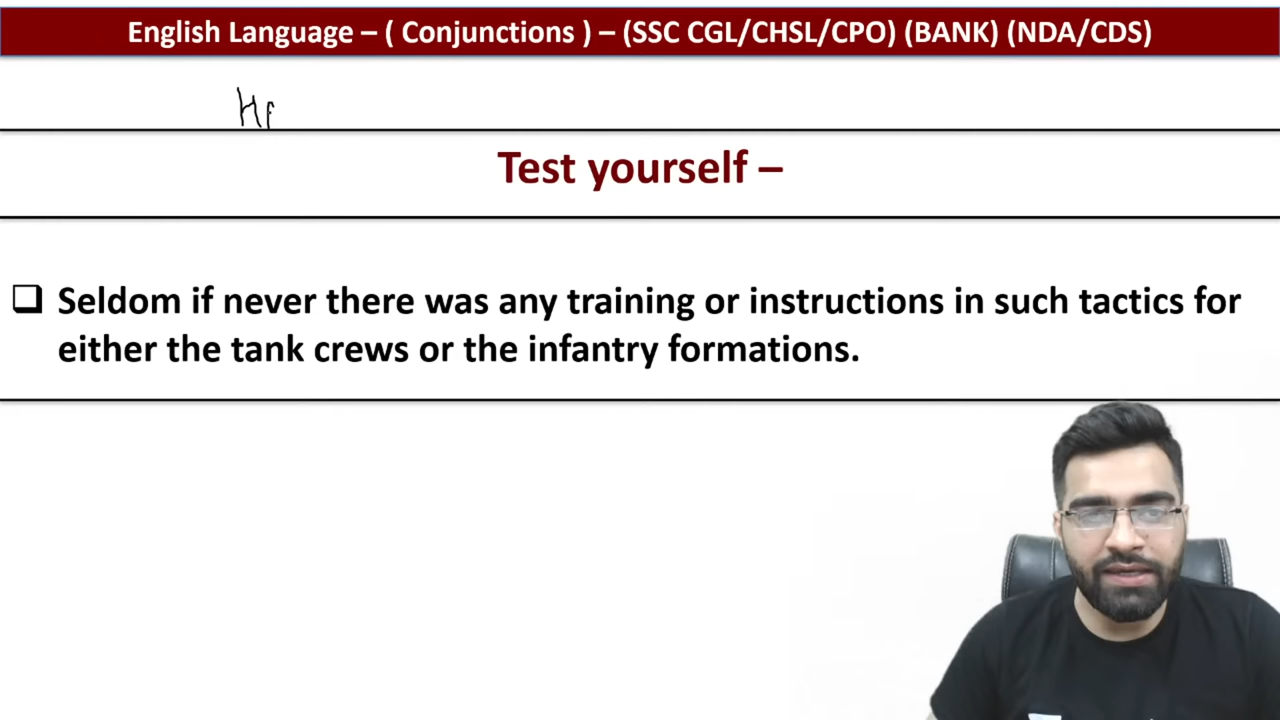 English Language – ( Conjunctions ) – (SSC CGL/CHSL/CPO) (BANK) (NDA/CDS)
Test yourself –
Seldom if never there was any training or instructions in such tactics for
either the tank crews or the infantry formations.